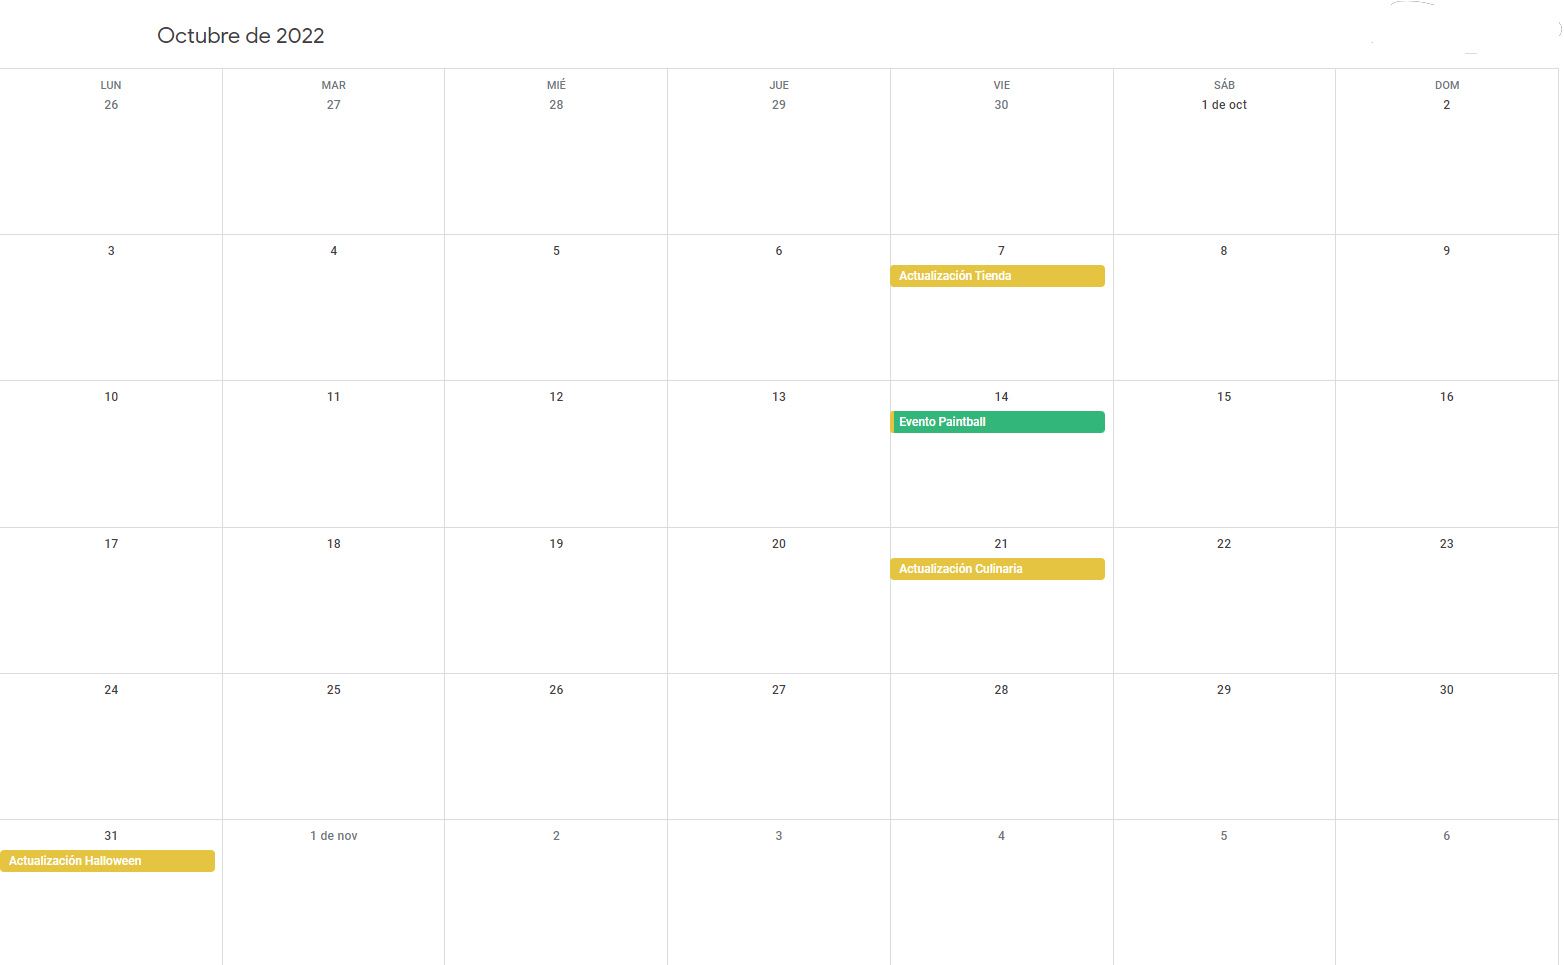 Octubre de 2022
LUN MAR MIÉ JUE VIE SÁB DOM
26 27 28 29 30 1 de oct 2
3 4 5 6 7 8 9
Actualización Tienda
10 11 12 13 14 15 16
Evento Paintball
17 18 19 20 21 22 23
Actualización Culinaria
24 25 26 27 28 29 30
31 1 de nov 2 3 4 5 6
Actualización Halloween